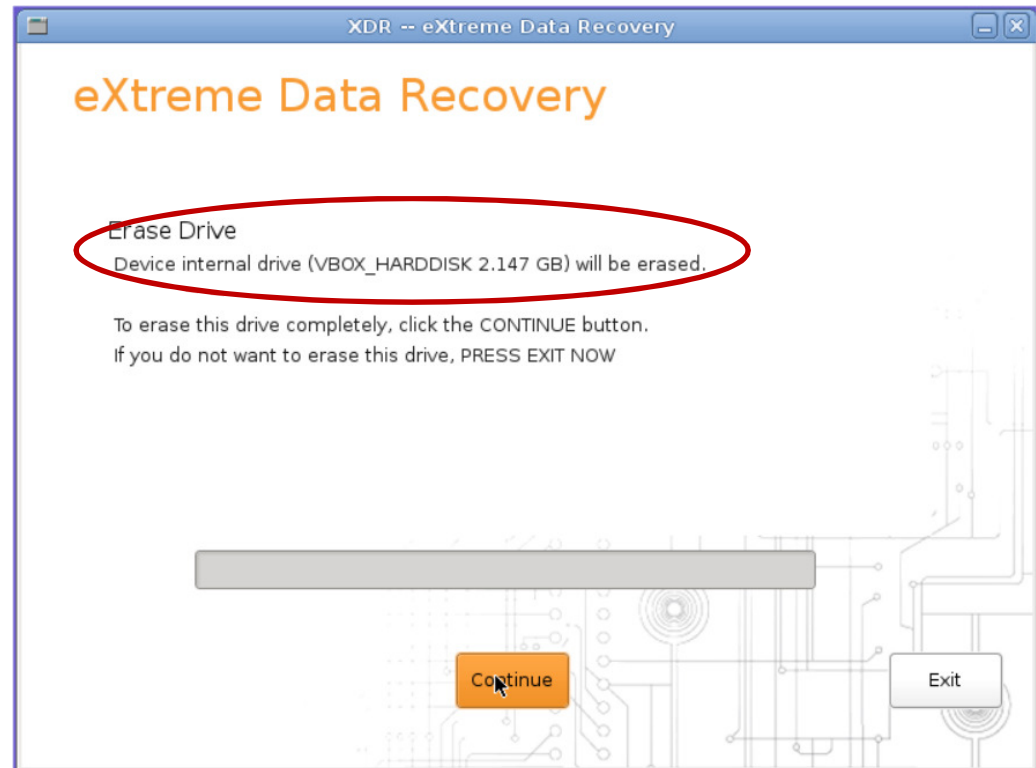 XDR -- eXtreme Data Recovery
eXtreme Data Recovery
Erase Drive
Device internal drive (VBOX_HARDDISK 2.147 GB) will be erased.
To erase this drive completely, click the CONTINUE button.
If you do not want to erase this drive, PRESS EXIT NOW
Continue
Exit